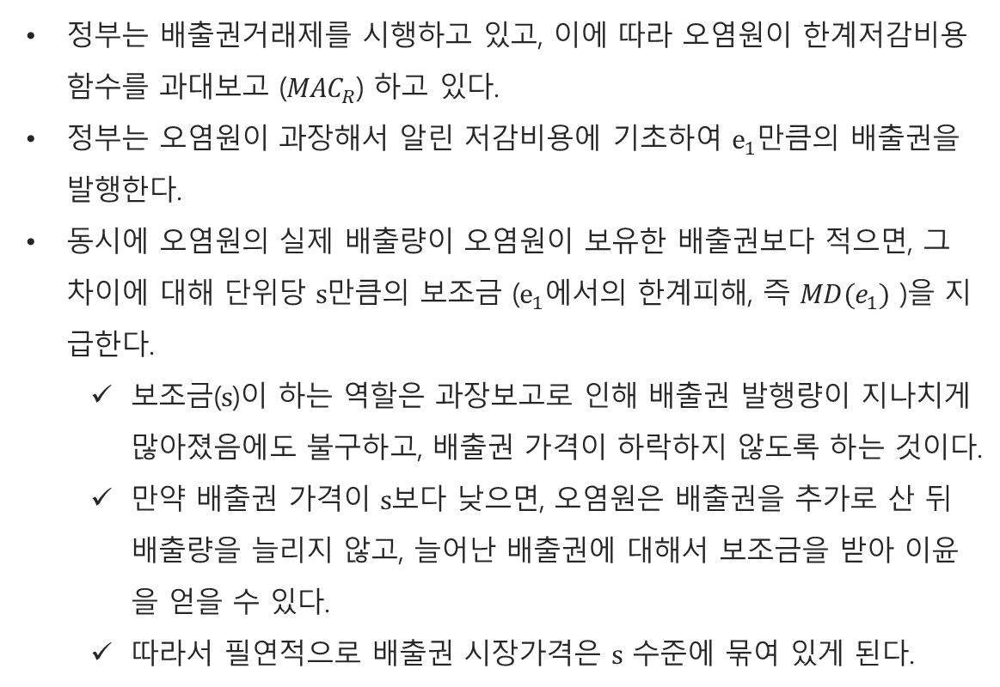 • 정부는 배출권거래제를 시행하고 있고, 이에 따라 오염원이 한계저감비용
함수를 과대보고 (MAC_R) 하고 있다.
• 정부는 오염원이 과장해서 알린 저감비용에 기초하여 e₁만큼의 배출권을
발행한다.
• 동시에 오염원의 실제 배출량이 오염원이 보유한 배출권보다 적으면, 그
차이에 대해 단위당 s만큼의 보조금 (e₁에서의 한계피해, 즉 MD(e₁) )을 지
급한다.
✓ 보조금(s)이 하는 역할은 과장보고로 인해 배출권 발행량이 지나치게
많아졌음에도 불구하고, 배출권 가격이 하락하지 않도록 하는 것이다.
✓ 만약 배출권 가격이 s보다 낮으면, 오염원은 배출권을 추가로 산 뒤
배출량을 늘리지 않고, 늘어난 배출권에 대해서 보조금을 받아 이윤
을 얻을 수 있다.
✓ 따라서 필연적으로 배출권 시장가격은 s 수준에 묶여 있게 된다.